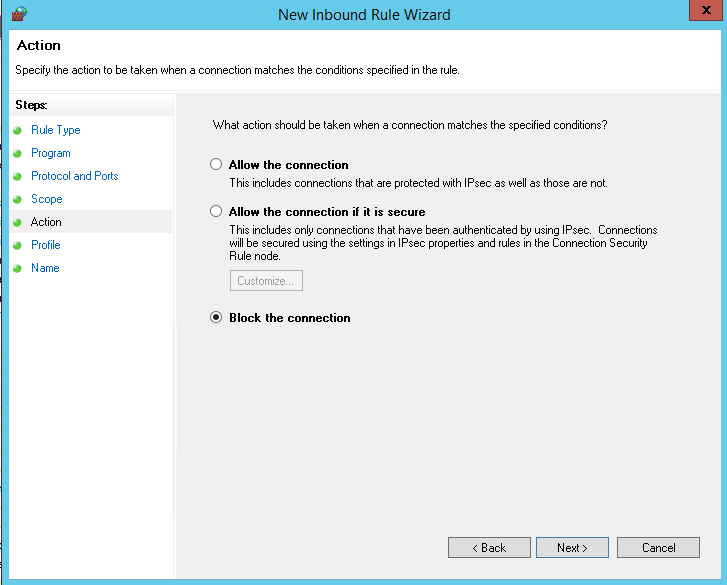 New Inbound Rule Wizard
x
Action
Specify the action to be taken when a connection matches the conditions specified in the rule.
Steps:
Rule Type
Program
Protocol and Ports
Scope
Action
Profile
Name
What action should be taken when a connection matches the specified conditions?
Allow the connection
This includes connections that are protected with IPsec as well as those are not.
Allow the connection if it is secure
This includes only connections that have been authenticated by using IPsec. Connections
will be secured using the settings in IPsec properties and rules in the Connection Security
Rule node.
Customize...
Block the connection
< Back
Next >
Cancel